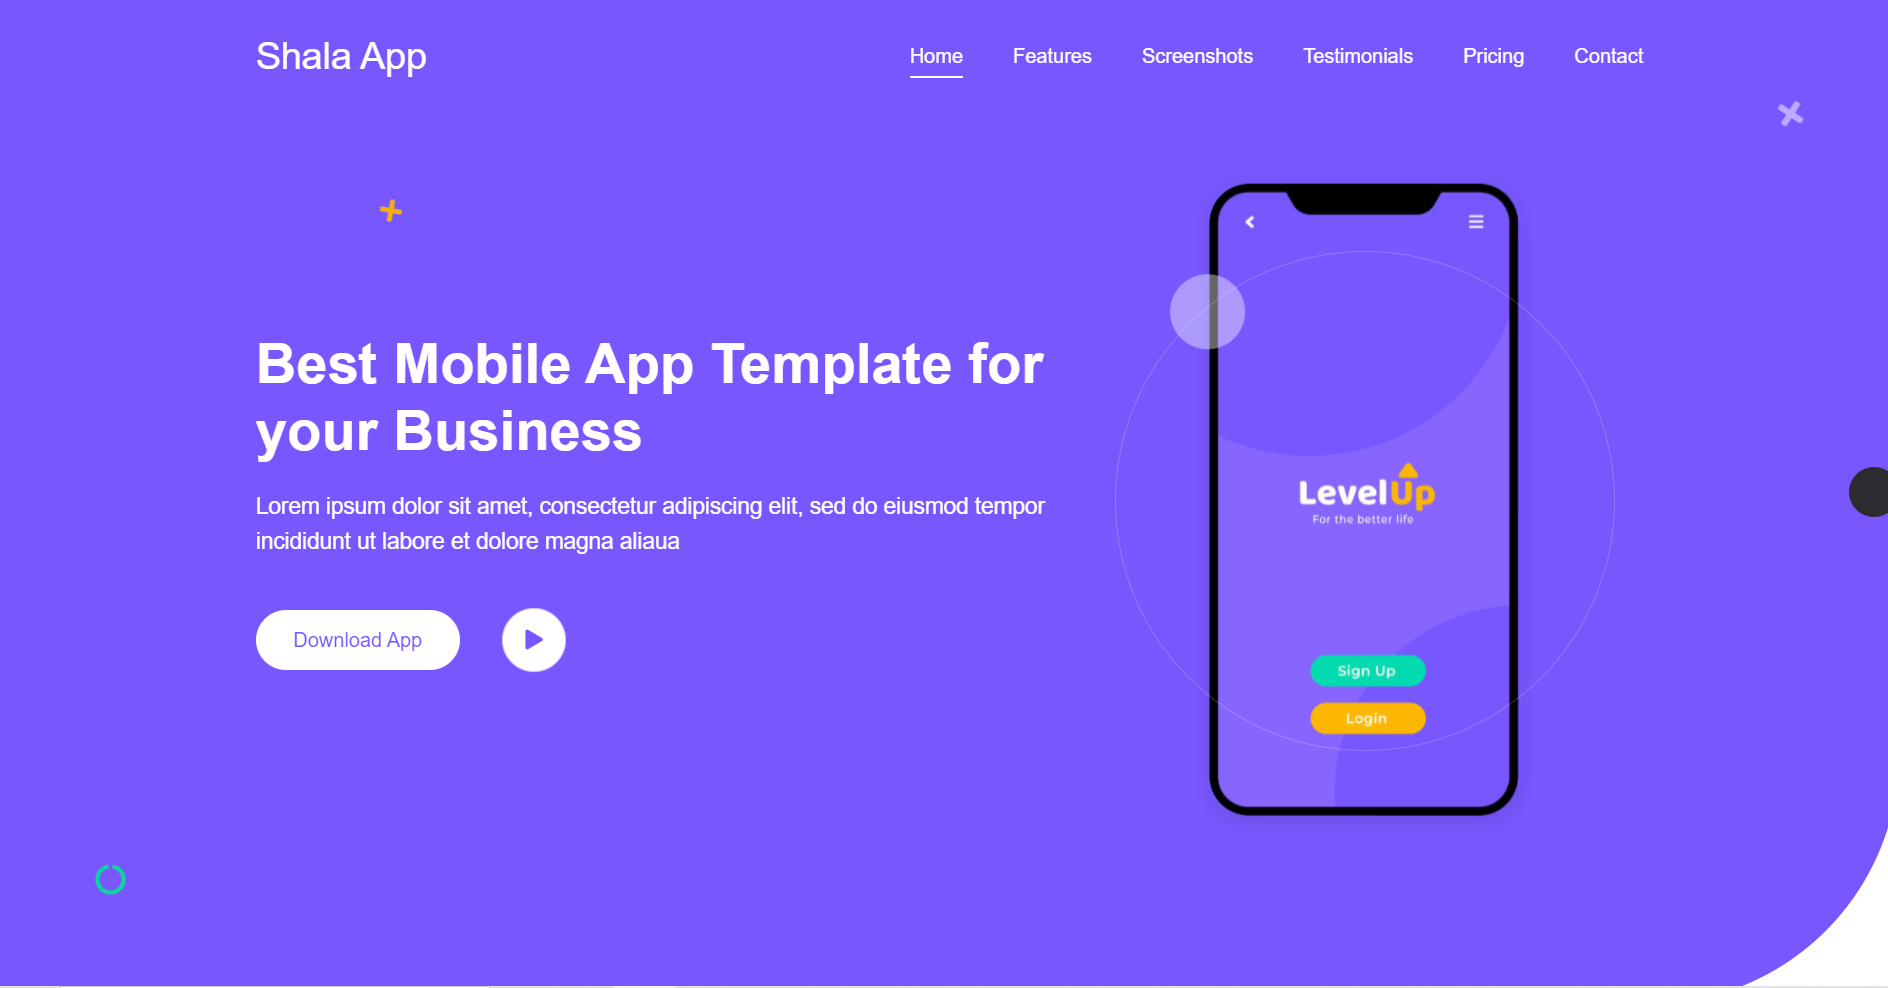 Shala App
Home Features Screenshots Testimonials Pricing Contact
Best Mobile App Template for
your Business
Lorem ipsum dolor sit amet, consectetur adipiscing elit, sed do eiusmod tempor
incididunt ut labore et dolore magna aliaua
Download App
LevelUp
For the better life
Sign Up
Login